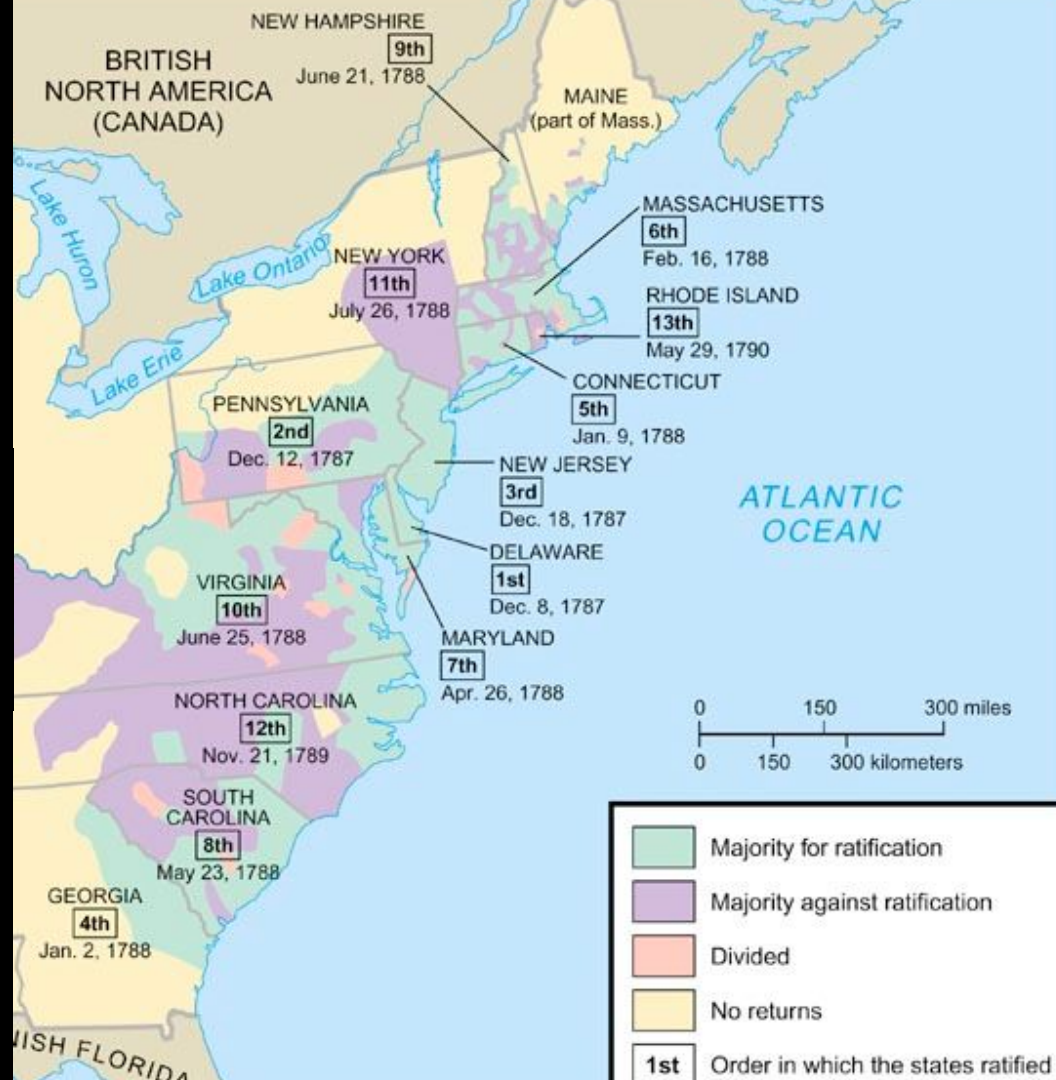 NEW HAMPSHIRE
9th
June 21, 1788
BRITISH
NORTH AMERICA
(CANADA)
MAINE
(part of Mass.)
Lake Huron
Lake Ontario
Lake Erie
MASSACHUSETTS
6th
Feb. 16, 1788
NEW YORK
11th
July 26, 1788
RHODE ISLAND
13th
May 29, 1790
CONNECTICUT
5th
Jan. 9, 1788
PENNSYLVANIA
2nd
Dec. 12, 1787
NEW JERSEY
3rd
Dec. 18, 1787
ATLANTIC
OCEAN
DELAWARE
1st
Dec. 8, 1787
VIRGINIA
10th
June 25, 1788
MARYLAND
7th
Apr. 26, 1788
NORTH CAROLINA
12th
Nov. 21, 1789
0 150 300 miles
0 150 300 kilometers
SOUTH
CAROLINA
8th
May 23, 1788
GEORGIA
4th
Jan. 2, 1788
NISH FLORIDA
Majority for ratification
Majority against ratification
Divided
No returns
1st Order in which the states ratified